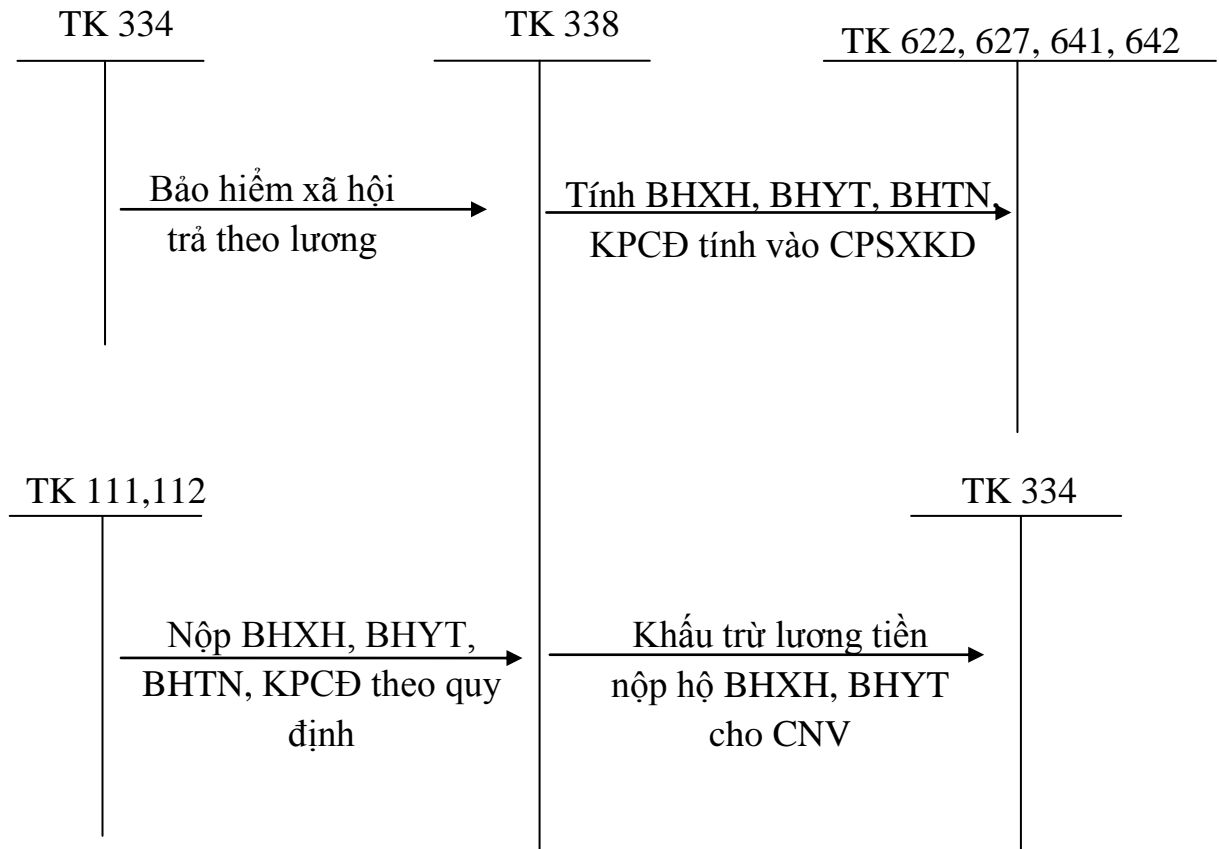 TK 334
TK 338
TK 622, 627, 641, 642
Bảo hiểm xã hội
trả theo lương
Tính BHXH, BHYT, BHTN,
KPCĐ tính vào CPSXKD
TK 111,112
TK 334
Nộp BHXH, BHYT,
BHTN, KPCĐ theo quy
định
Khấu trừ lương tiền
nộp hộ BHXH, BHYT
cho CNV